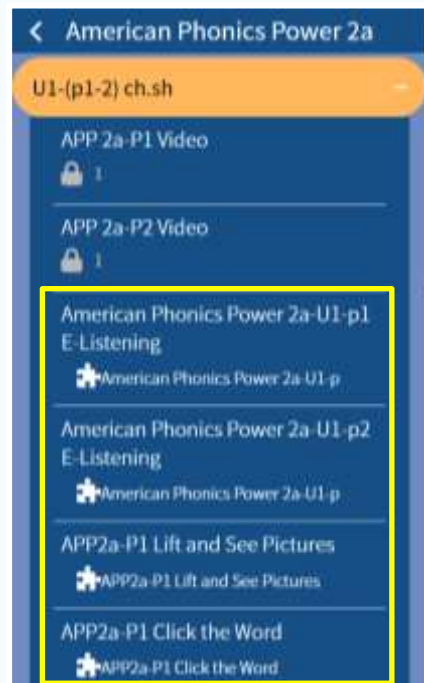 American Phonics Power 2a
U1-(p1-2) ch.sh
APP 2a-P1 Video
1
APP 2a-P2 Video
1
American Phonics Power 2a-U1-p1
E-Listening
American Phonics Power 2a-U1-p
American Phonics Power 2a-U1-p2
E-Listening
American Phonics Power 2a-U1-p
APP2a-P1 Lift and See Pictures
APP2a-P1 Lift and See Pictures
APP2a-P1 Click the Word
APP2a-P1 Click the Word